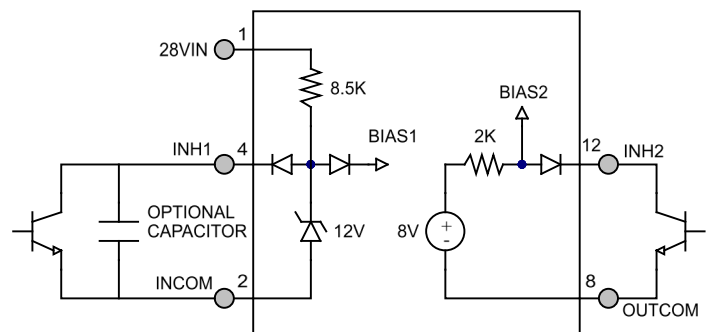 1
28VIN
8.5K
BIAS2
BIAS1
2K
INH1
4
12
INH2
OPTIONAL
CAPACITOR
12V
8V
+
-
INCOM
2
8
OUTCOM